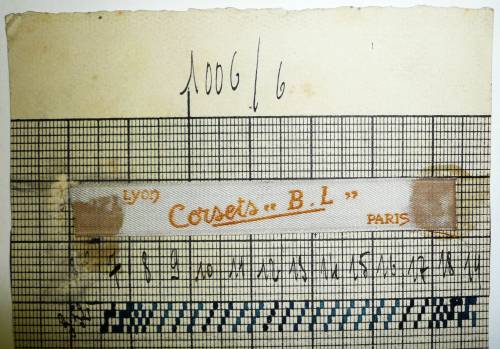 1006/6
Lyon
Corsets „ B.L ”
PARIS
7 8 9 10 11 12 13 14 15 16 17 18 19